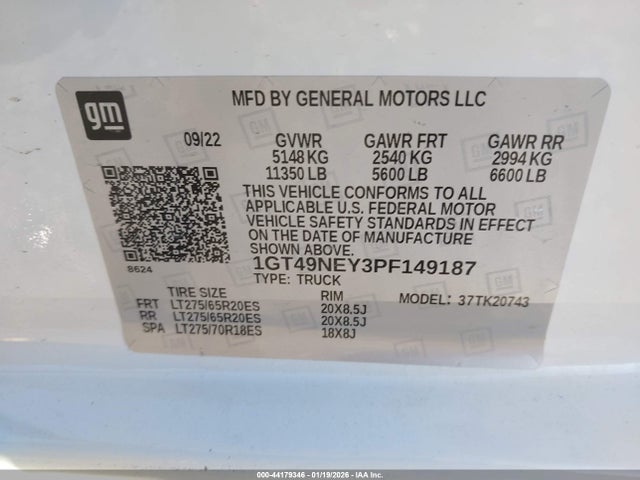 gm
MFD BY GENERAL MOTORS LLC
09/22 GVWR GAWR FRT GAWR RR
5148 KG 2540 KG 2994 KG
11350 LB 5600 LB 6600 LB
THIS VEHICLE CONFORMS TO ALL
APPLICABLE U.S. FEDERAL MOTOR
VEHICLE SAFETY STANDARDS IN EFFECT
ON THE DATE OF MANUFACTURE
SHOWN ABOVE.
8624
1GT49NEY3PF149187
TYPE: TRUCK
TIRE SIZE RIM MODEL: 37TK20743
FRT LT275/65R20ES 20X8.5J
RR LT275/65R20ES 20X8.5J
SPA LT275/70R18ES 18X8J
000-44179346 - 01/19/2026 - IAA Inc.